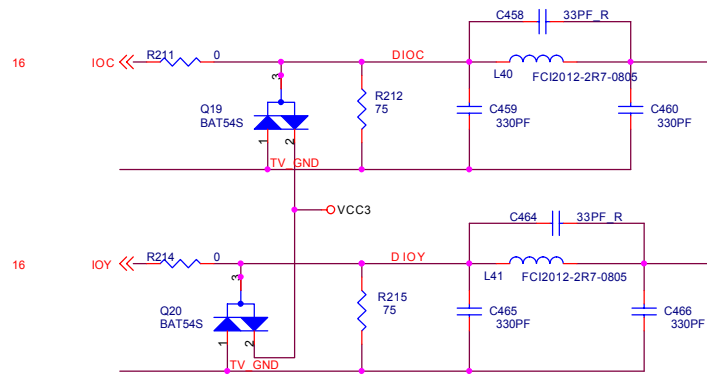 C458 33PF_R
16 IOC R211 0 DIOC
L40 FCI2012-2R7-0805
3
R212
75
Q19
BAT54S
C459
330PF
C460
330PF
1 2
TV_GND
VCC3
C464 33PF_R
16 IOY R214 0 DIOY
L41 FCI2012-2R7-0805
3
R215
75
Q20
BAT54S
C465
330PF
C466
330PF
1 2
TV_GND